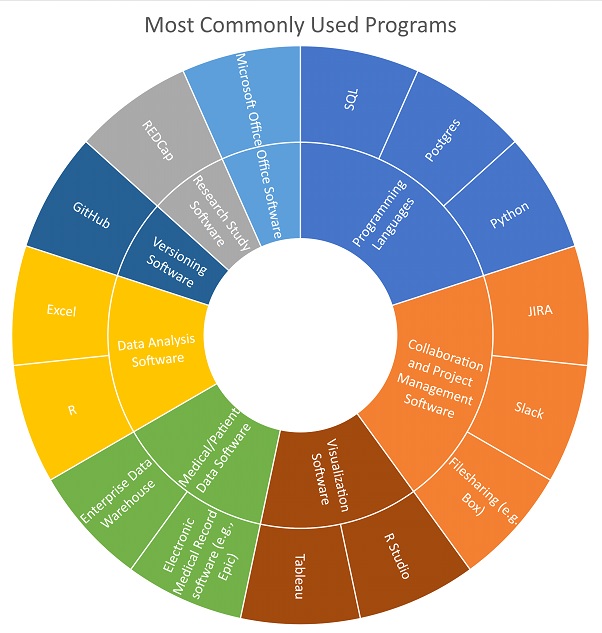 Most Commonly Used Programs
SQL
Postgres
Python
Programming
Languages
JIRA
Slack
Filesharing (e.g,
Box)
Collaboration
and Project
Management
Software
R Studio
Tableau
Visualization
Software
Electronic
Medical Record
software (e.g.,
Epic)
Enterprise Data
Warehouse
Medical/Patient
Data Software
R
Excel
Data Analysis
Software
GitHub
Versioning
Software
REDCap
Research Study
Software
Microsoft Office
Office Software